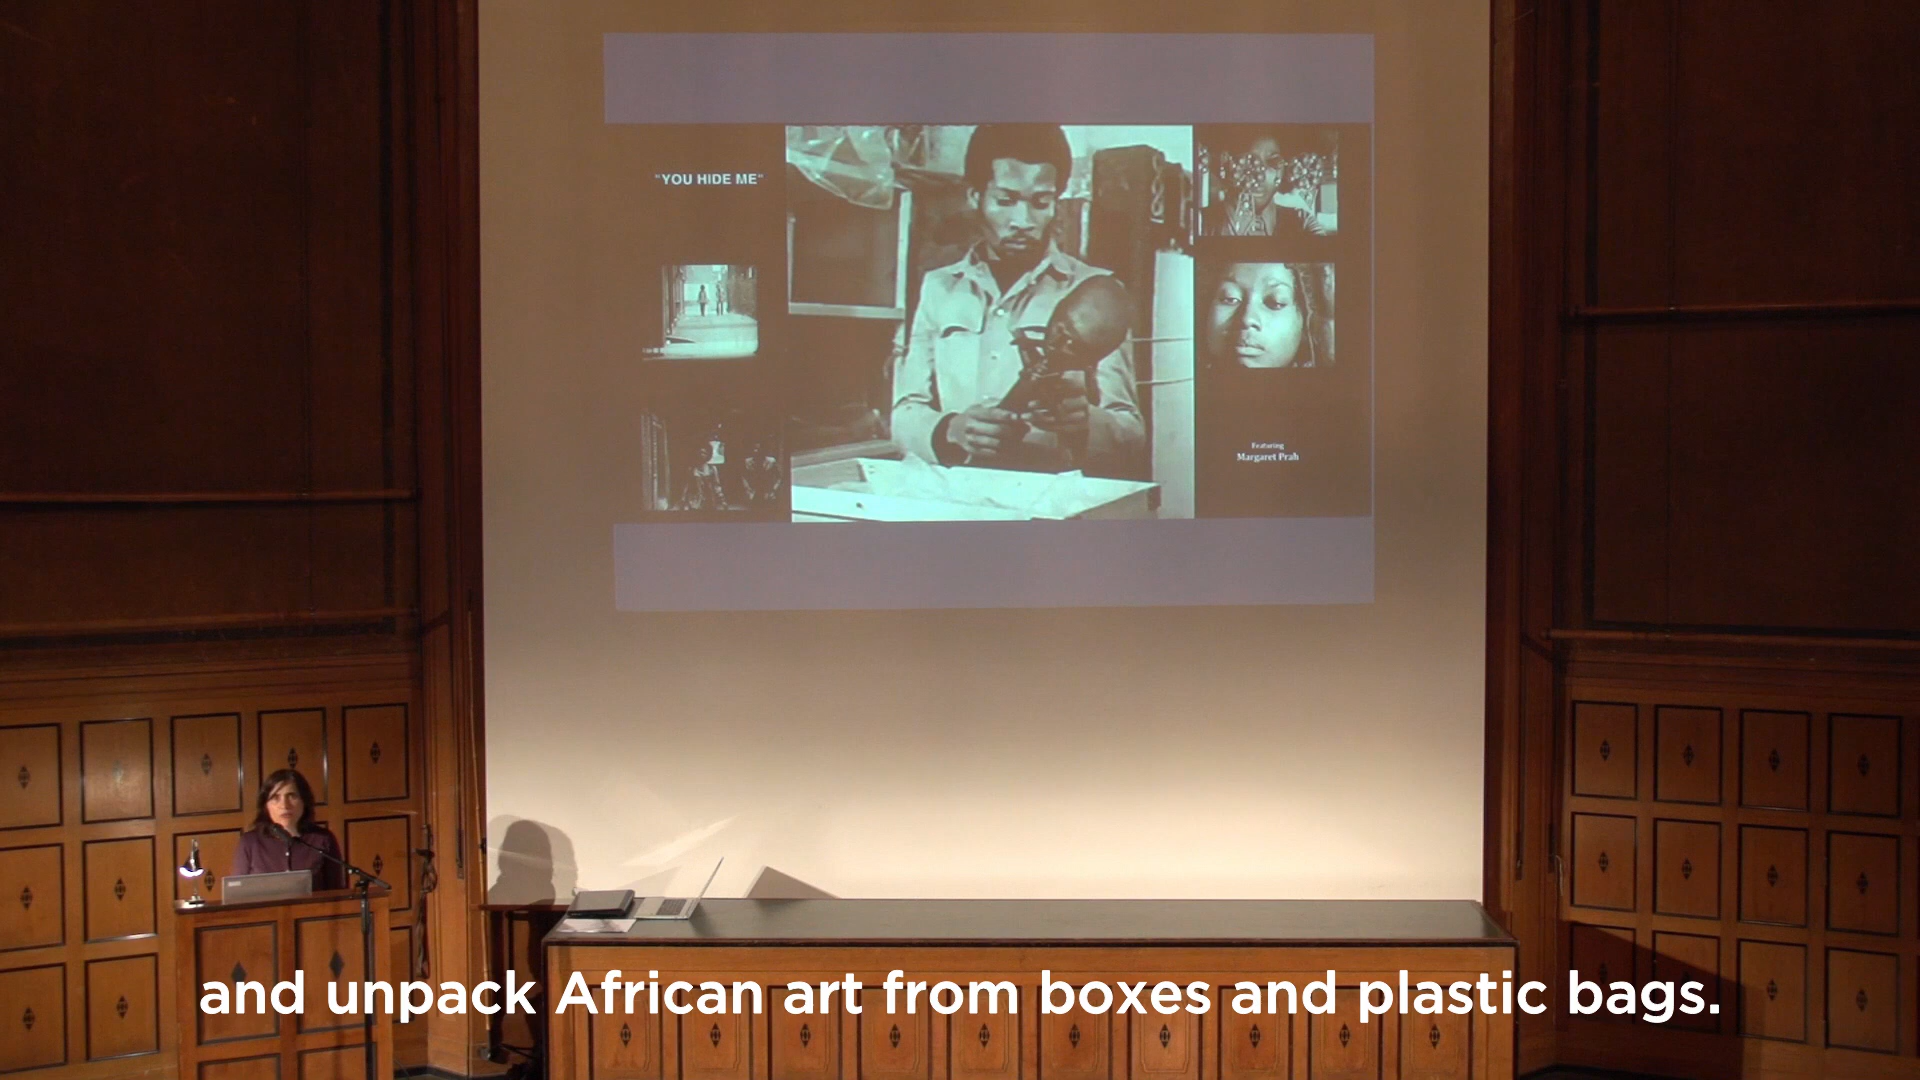 "YOU HIDE ME"
Featuring
Margaret Prah
and unpack African art from boxes and plastic bags.